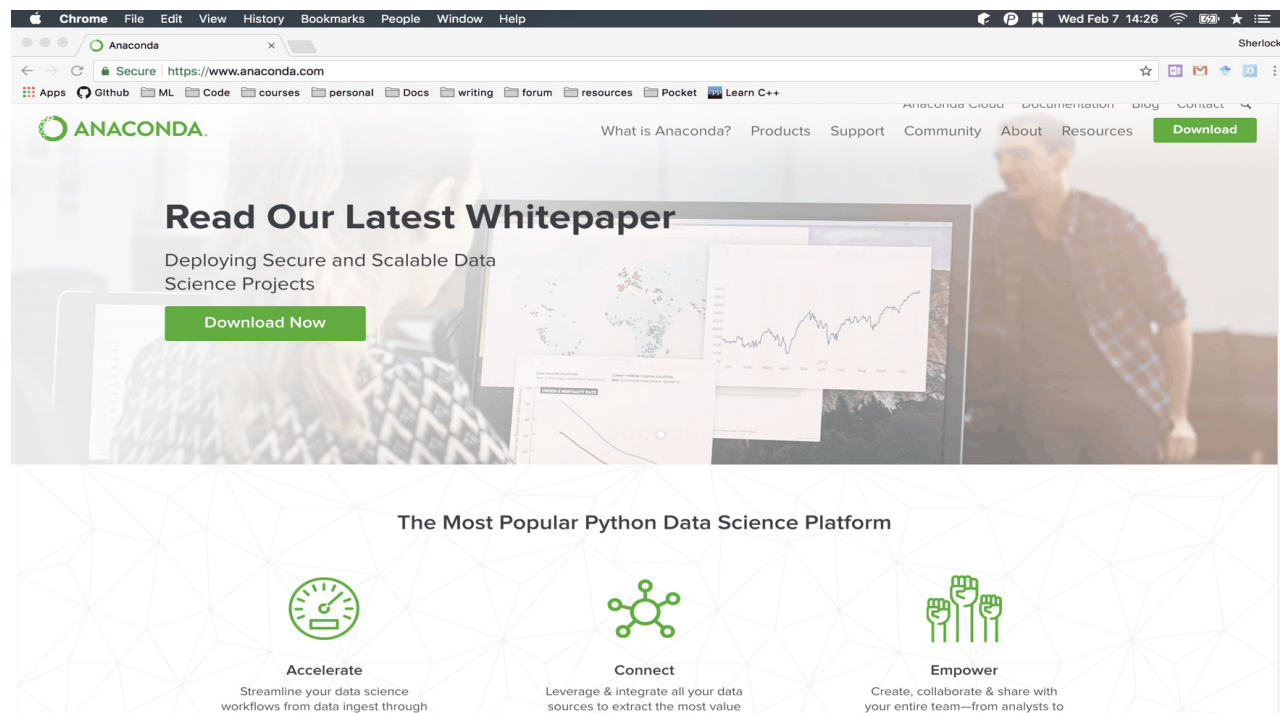 Chrome File Edit View History Bookmarks People Window Help Wed Feb 7 14:26
Anaconda Sherlock
Secure https://www.anaconda.com
Apps GIthub ML Code courses personal Docs writing forum resources Pocket cpp Learn C++
Anaconda Cloud Documentation Blog Contact
ANACONDA.
What is Anaconda? Products Support Community About Resources Download
Read Our Latest Whitepaper
Deploying Secure and Scalable Data
Science Projects
Download Now
UNDER-5 MORTALITY RATE
The Most Popular Python Data Science Platform
Accelerate
Streamline your data science
workflows from data ingest through
Connect
Leverage & integrate all your data
sources to extract the most value
Empower
Create, collaborate & share with
your entire team—from analysts to